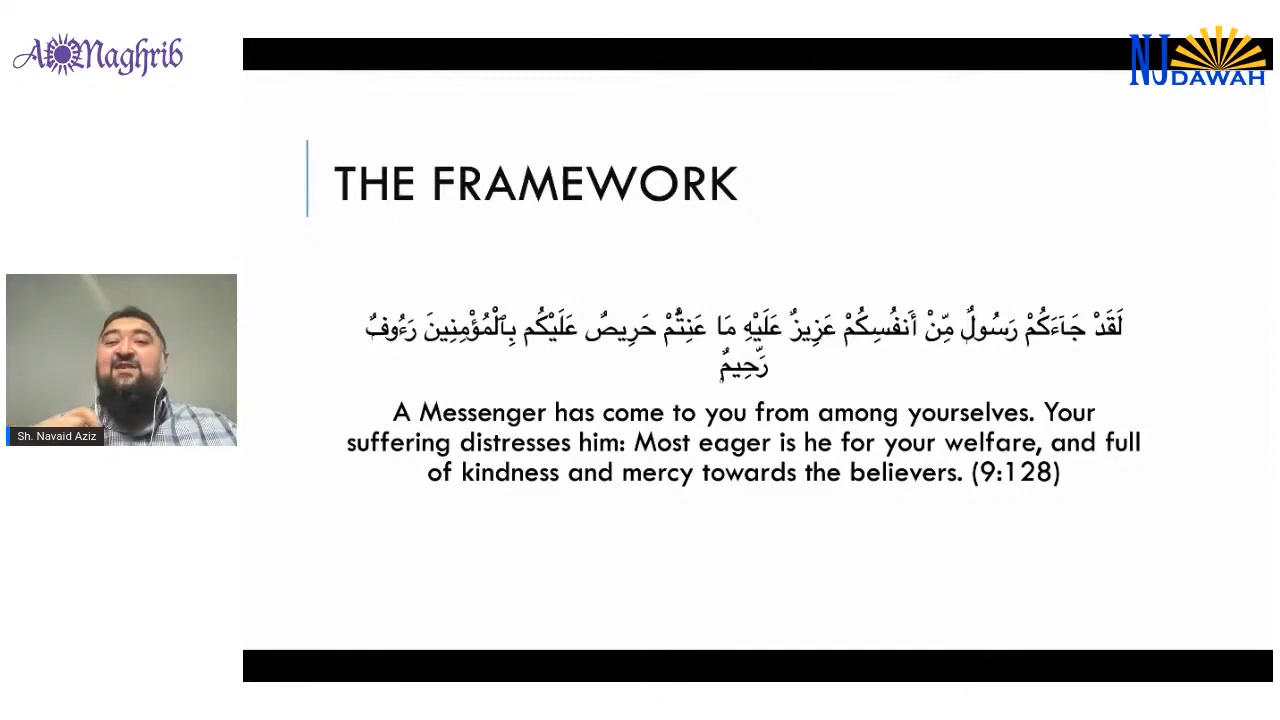 AlMaghrib
NJ
DAWAH
THE FRAMEWORK
لَقَدْ جَآءَكُمْ رَسُولٌ مِّنْ أَنفُسِكُمْ عَزِيزٌ عَلَيْهِ مَا عَنِتُّمْ حَرِيصٌ عَلَيْكُم بِٱلْمُؤْمِنِينَ رَءُوفٌ
رَّحِيمٌ
A Messenger has come to you from among yourselves. Your
suffering distresses him: Most eager is he for your welfare, and full
of kindness and mercy towards the believers. (9:128)
Sh. Navaid Aziz